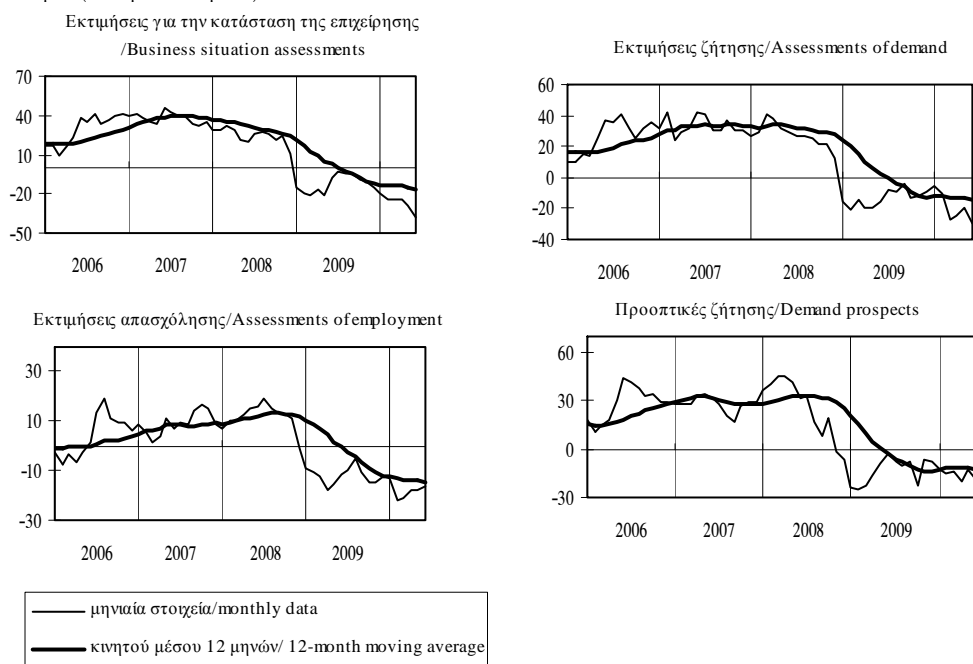 Εκτιμήσεις για την κατάσταση της επιχείρησης
/Business situation assessments
70
40
10
-20
-50
2006 2007 2008 2009
Εκτιμήσεις ζήτησης/Assessments of demand
60
40
20
0
-20
-40
2006 2007 2008 2009
Εκτιμήσεις απασχόλησης/Assessments of employment
30
10
-10
-30
2006 2007 2008 2009
Προοπτικές ζήτησης/Demand prospects
60
30
0
-30
2006 2007 2008 2009
μηνιαία στοιχεία/monthly data
κινητού μέσου 12 μηνών/ 12-month moving average